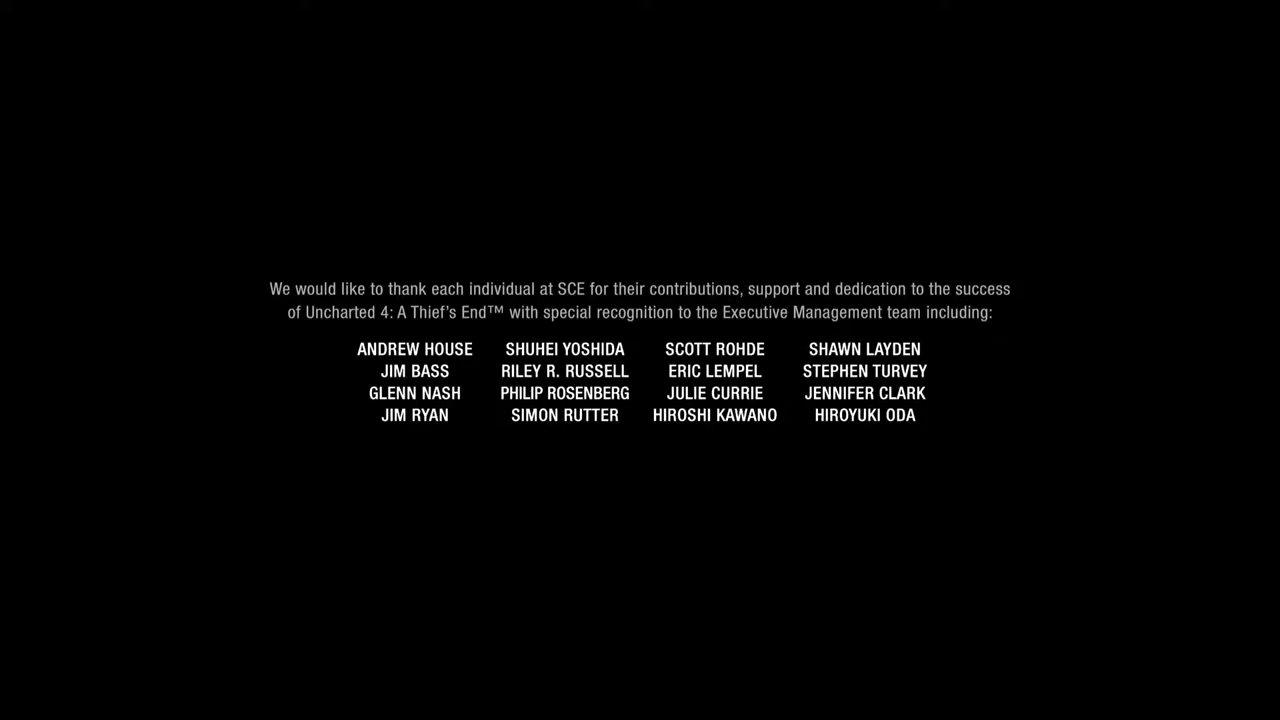 We would like to thank each individual at SCE for their contributions, support and dedication to the success
of Uncharted 4: A Thief's End™ with special recognition to the Executive Management team including:
ANDREW HOUSE SHUHEI YOSHIDA SCOTT ROHDE SHAWN LAYDEN
JIM BASS RILEY R. RUSSELL ERIC LEMPEL STEPHEN TURVEY
GLENN NASH PHILIP ROSENBERG JULIE CURRIE JENNIFER CLARK
JIM RYAN SIMON RUTTER HIROSHI KAWANO HIROYUKI ODA